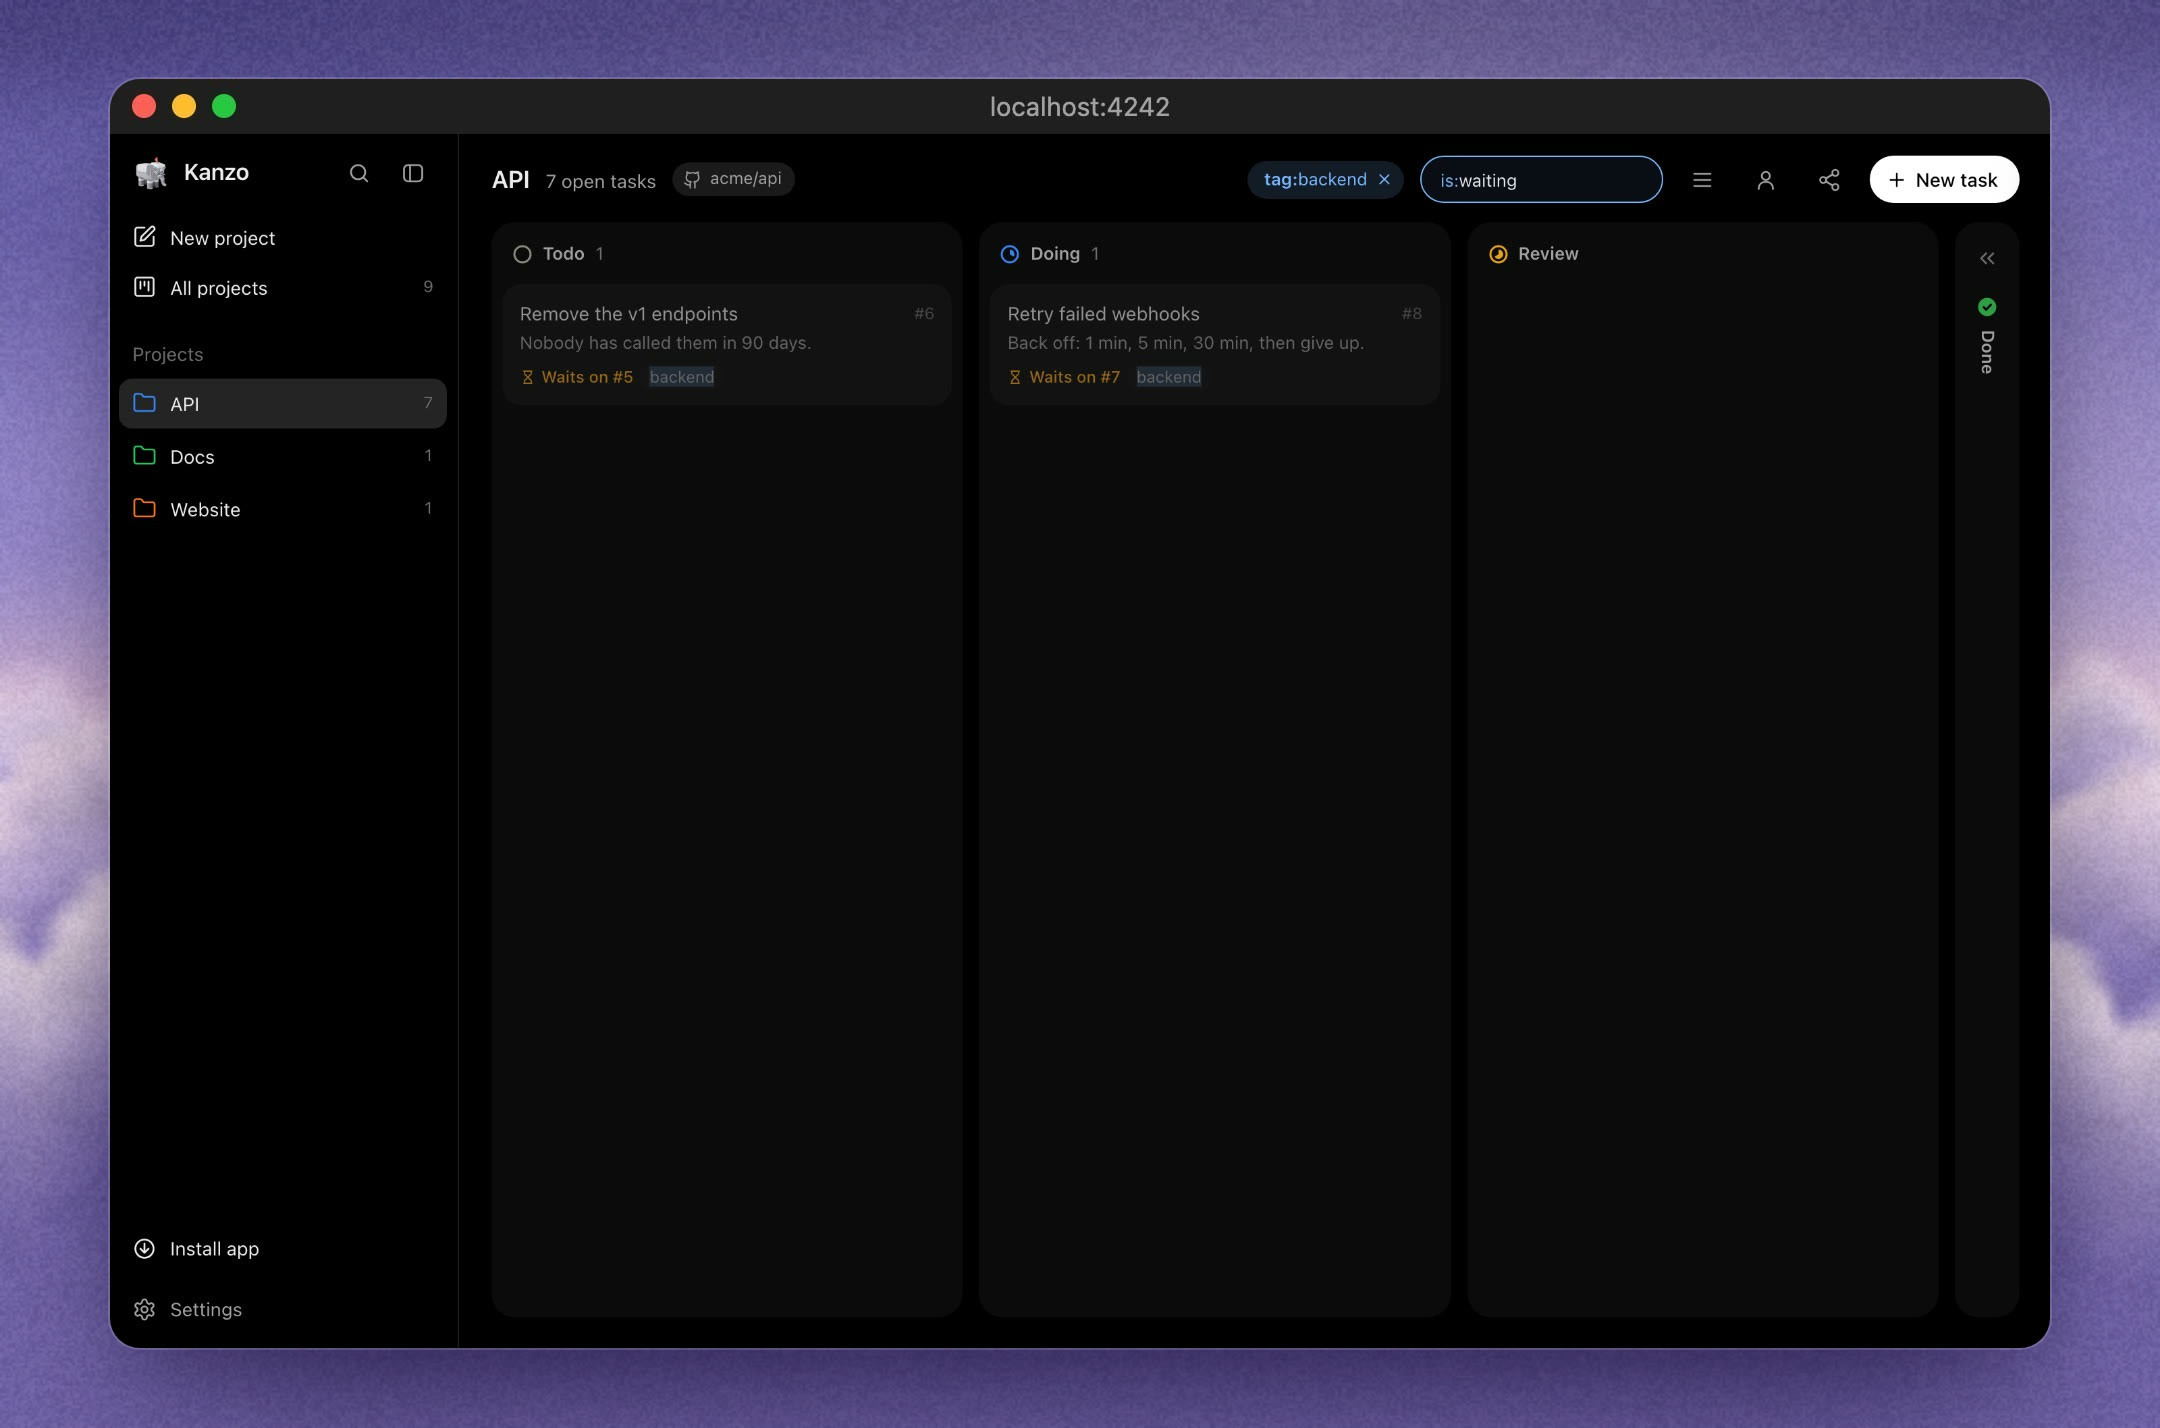 localhost:4242
Kanzo
New project
All projects 9
Projects
API 7
Docs 1
Website 1
Install app
Settings
API 7 open tasks acme/api
tag:backend
is:waiting
New task
Todo 1
Remove the v1 endpoints #6
Nobody has called them in 90 days.
Waits on #5 backend
Doing 1
Retry failed webhooks #8
Back off: 1 min, 5 min, 30 min, then give up.
Waits on #7 backend
Review
Done